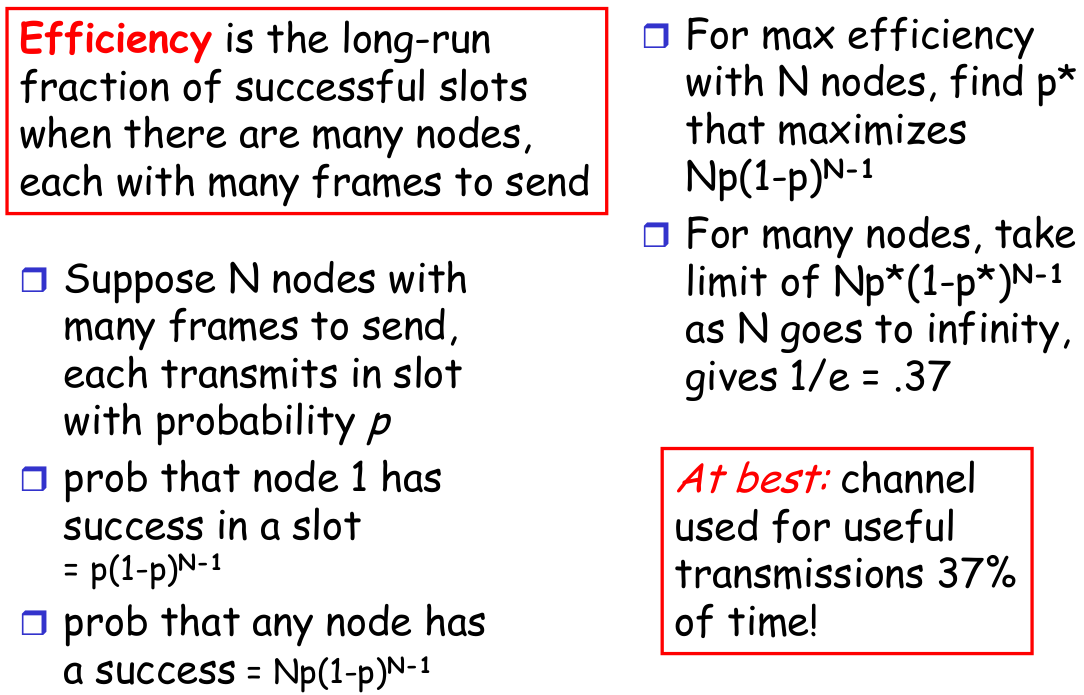 Efficiency is the long-run
fraction of successful slots
when there are many nodes,
each with many frames to send
Suppose N nodes with
many frames to send,
each transmits in slot
with probability p
prob that node 1 has
success in a slot
= p(1-p)ᴺ⁻¹
prob that any node has
a success = Np(1-p)ᴺ⁻¹
For max efficiency
with N nodes, find p*
that maximizes
Np(1-p)ᴺ⁻¹
For many nodes, take
limit of Np*(1-p*)ᴺ⁻¹
as N goes to infinity,
gives 1/e = .37
At best: channel
used for useful
transmissions 37%
of time!